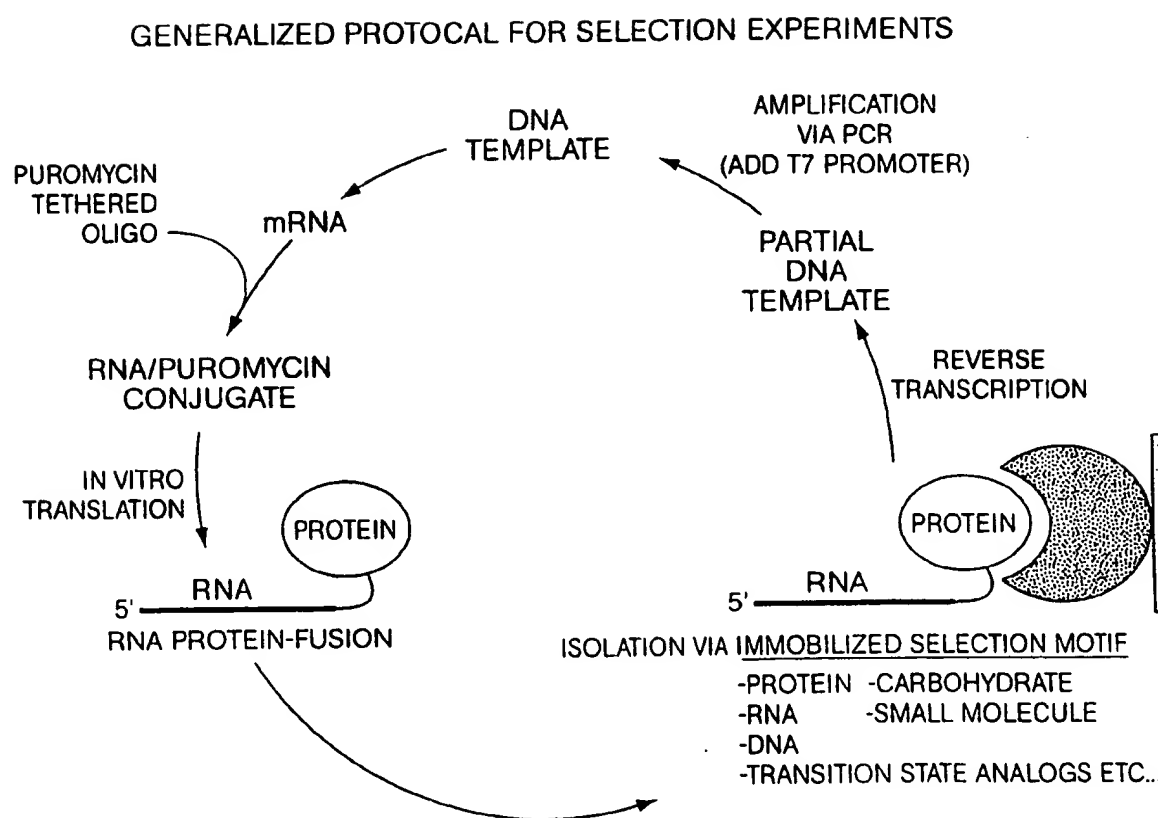 GENERALIZED PROTOCAL FOR SELECTION EXPERIMENTS
DNA
TEMPLATE
AMPLIFICATION
VIA PCR
(ADD T7 PROMOTER)
PUROMYCIN
TETHERED
OLIGO
mRNA
PARTIAL
DNA
TEMPLATE
RNA/PUROMYCIN
CONJUGATE
REVERSE
TRANSCRIPTION
IN VITRO
TRANSLATION
PROTEIN
RNA
5'
RNA PROTEIN-FUSION
PROTEIN
RNA
5'
ISOLATION VIA IMMOBILIZED SELECTION MOTIF
-PROTEIN -CARBOHYDRATE
-RNA -SMALL MOLECULE
-DNA
-TRANSITION STATE ANALOGS ETC..